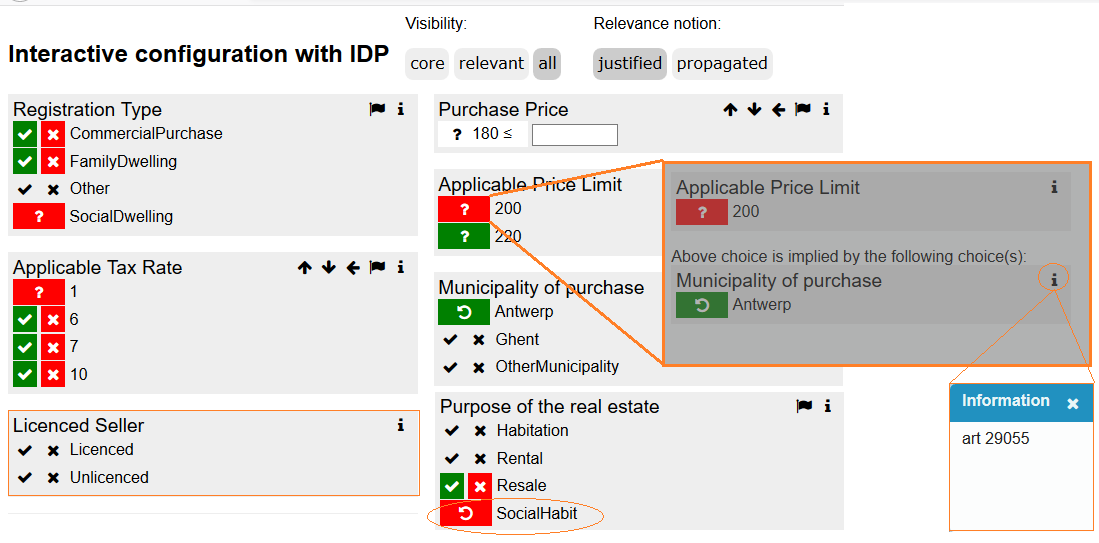 Visibility:
Relevance notion:
Interactive configuration with IDP
core relevant all
justified propagated
Registration Type
CommercialPurchase
FamilyDwelling
Other
? SocialDwelling
Applicable Tax Rate
? 1
6
7
10
Licenced Seller
Licenced
Unlicenced
Purchase Price
? 180 ≤
Applicable Price Limit
? 200
? 220
Municipality of purchase
Antwerp
Ghent
OtherMunicipality
Purpose of the real estate
Habitation
Rental
Resale
SocialHabit
Applicable Price Limit
? 200
Above choice is implied by the following choice(s):
Municipality of purchase
Antwerp
Information
art 29055